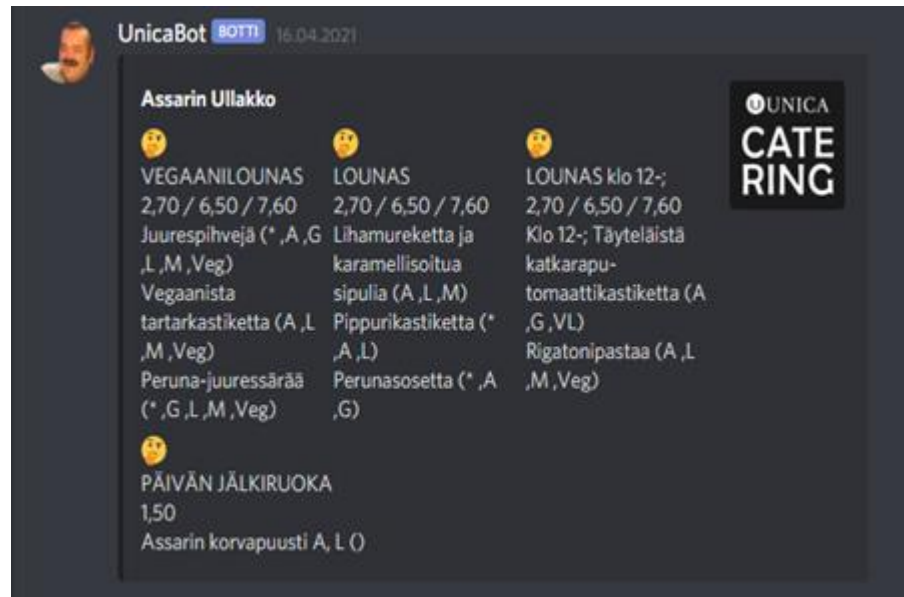 UnicaBot BOTTI 16.04.2021
Assarin Ullakko
UUNICA
CATE
RING
VEGAANILOUNAS
2,70 / 6,50 / 7,60
Juurespihvejä (* ,A ,G
,L ,M ,Veg)
Vegaanista
tartarkastiketta (A ,L
,M ,Veg)
Peruna-juuressärää
(* ,G ,L ,M ,Veg)
LOUNAS
2,70 / 6,50 / 7,60
Lihamureketta ja
karamellisoitua
sipulia (A ,L ,M)
Pippurikastiketta (*
,A ,L)
Perunasosetta (* ,A
,G)
LOUNAS klo 12-;
2,70 / 6,50 / 7,60
Klo 12-; Täyteläistä
katkarapu-
tomaattikastiketta (A
,G ,VL)
Rigatonipastaa (A ,L
,M ,Veg)
PÄIVÄN JÄLKIRUOKA
1,50
Assarin korvapuusti A, L ()